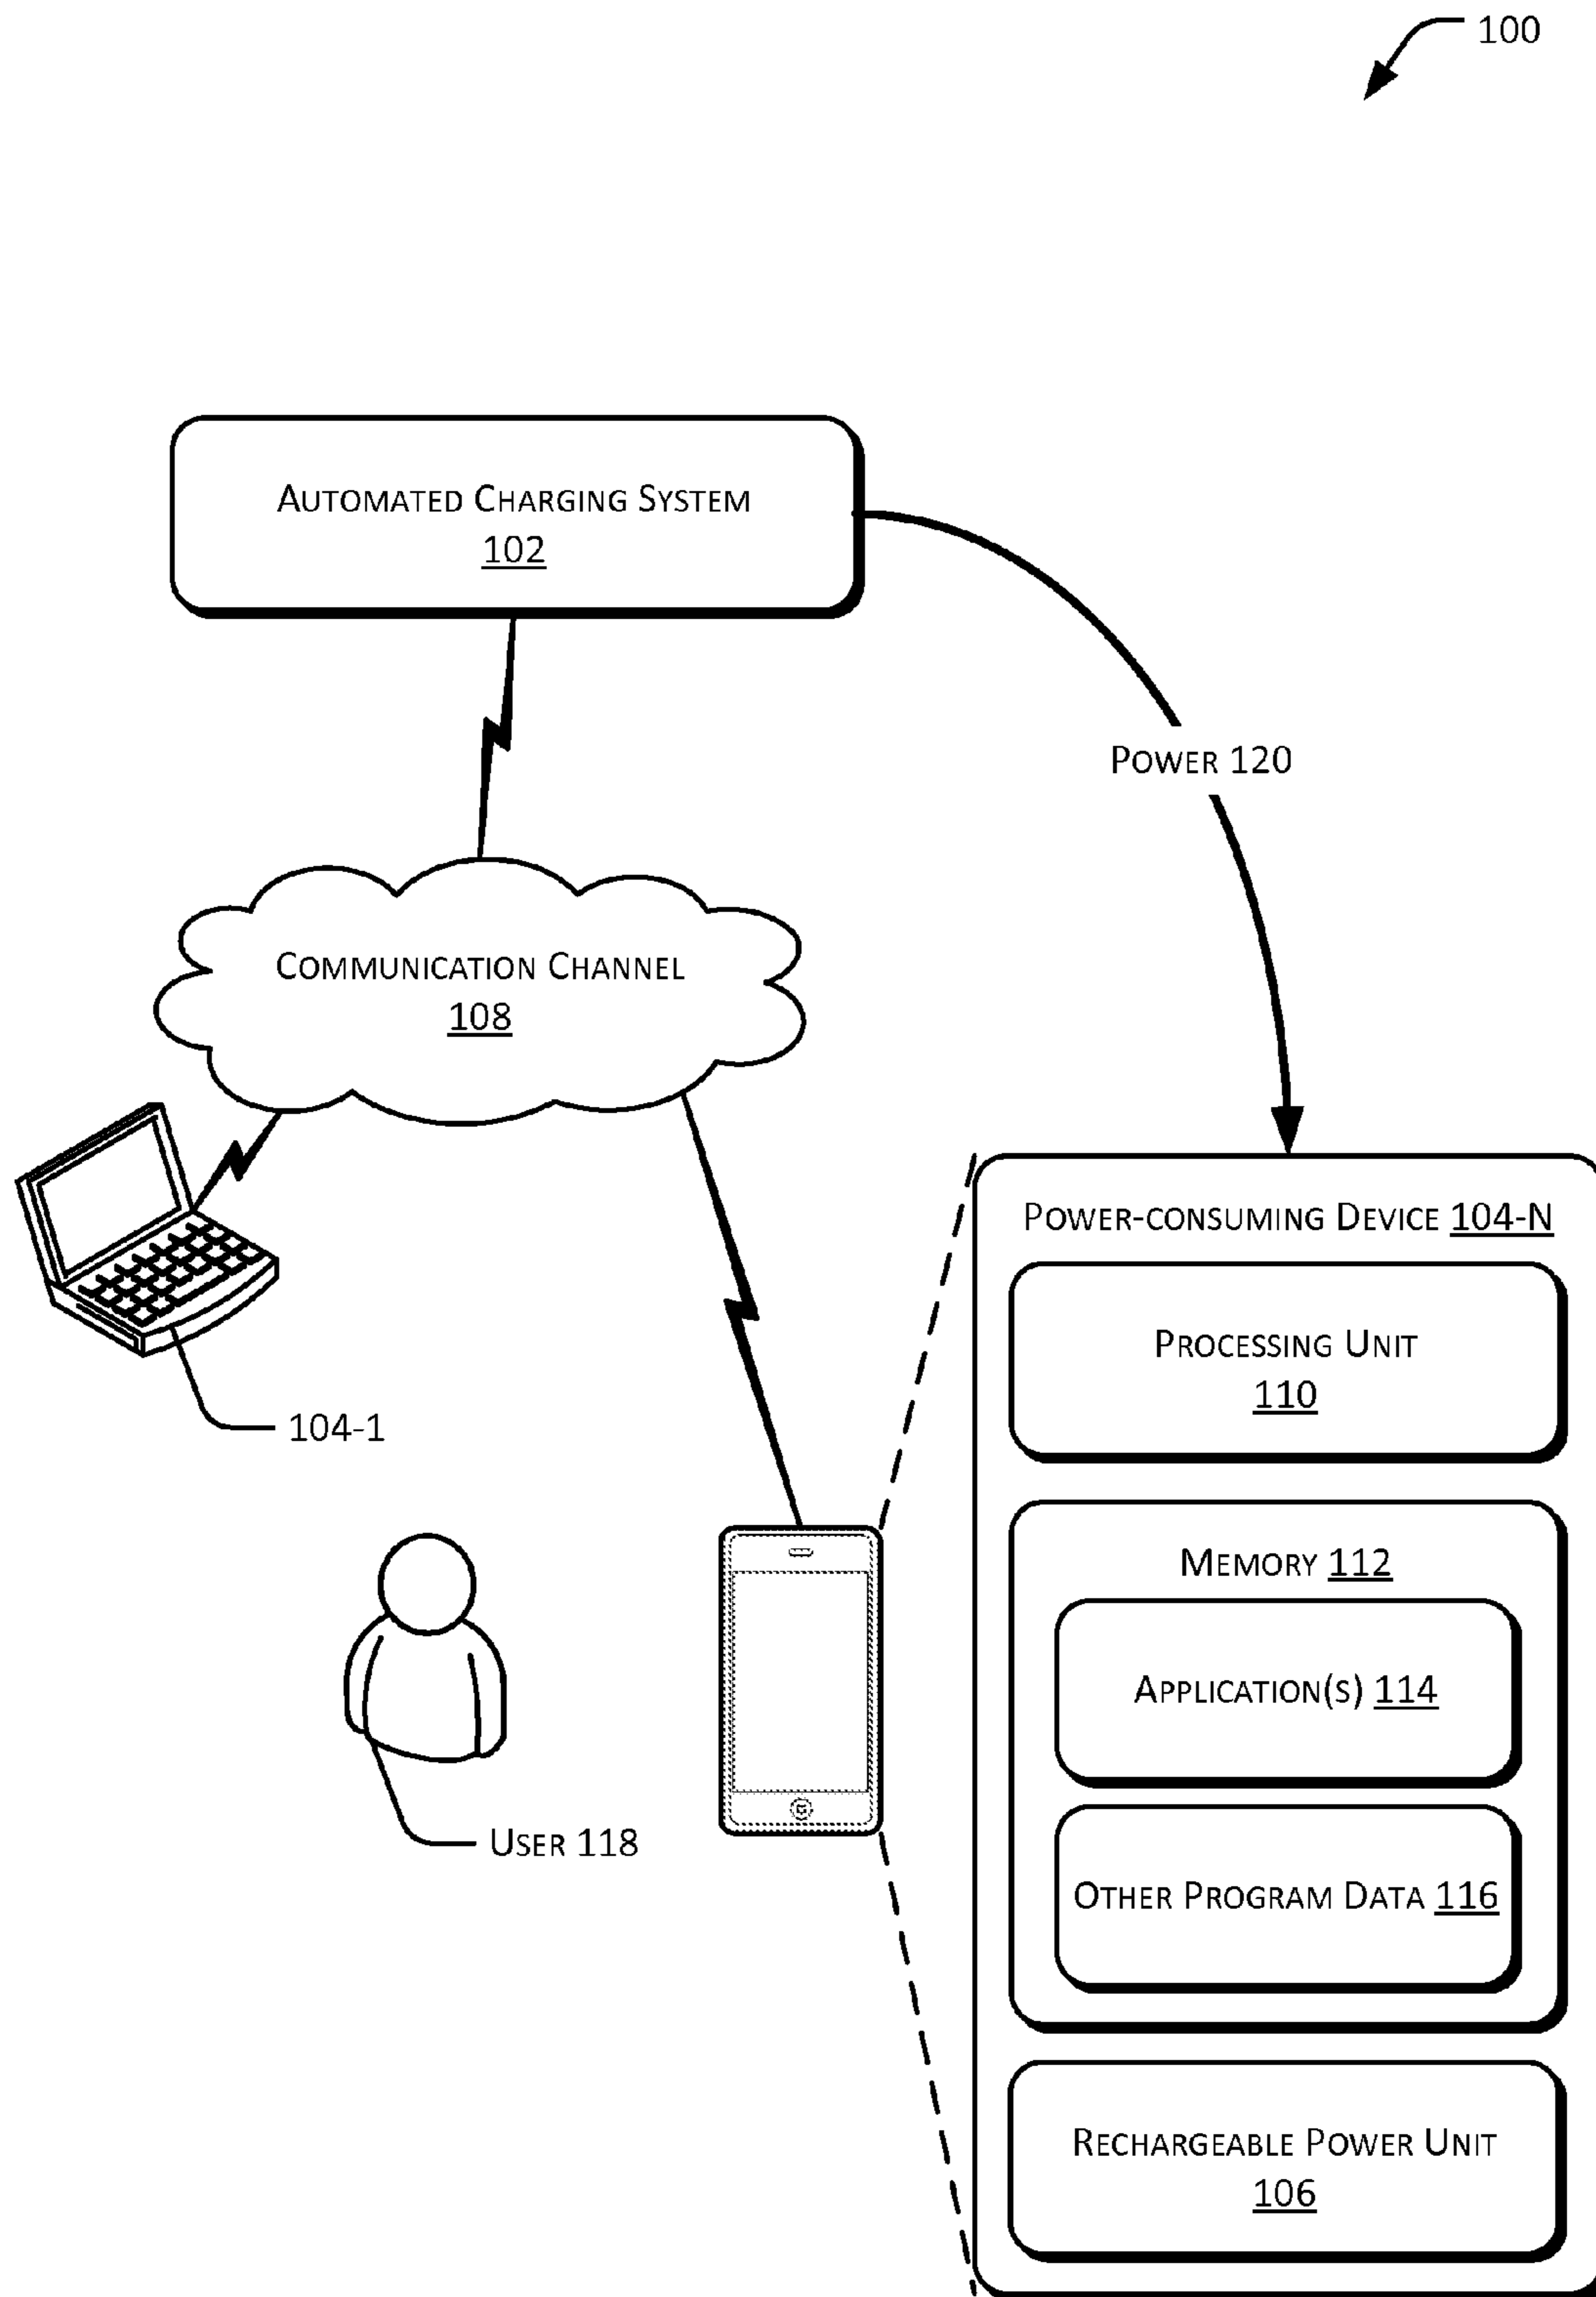 100
Automated Charging System
102
Power 120
Communication Channel
108
Power-consuming Device 104-N
Processing Unit
110
104-1
Memory 112
Application(s) 114
User 118
Other Program Data 116
Rechargeable Power Unit
106